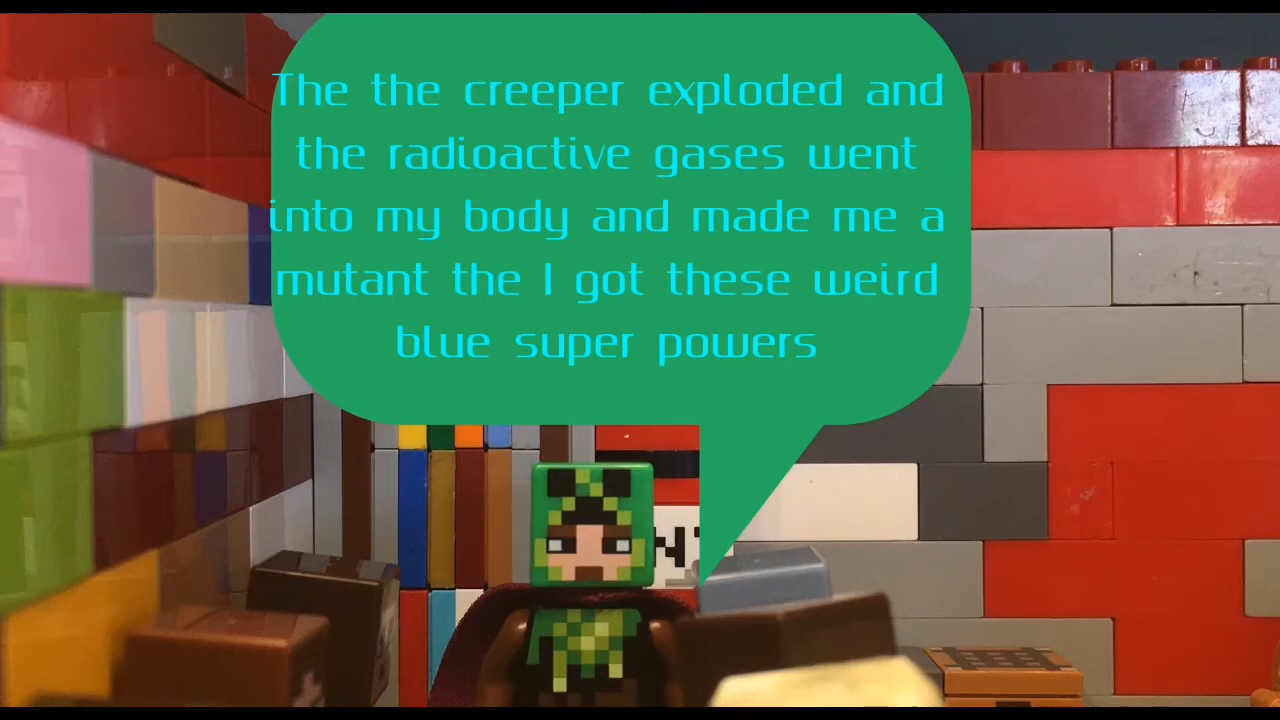 The the creeper exploded and
the radioactive gases went
into my body and made me a
mutant the I got these weird
blue super powers